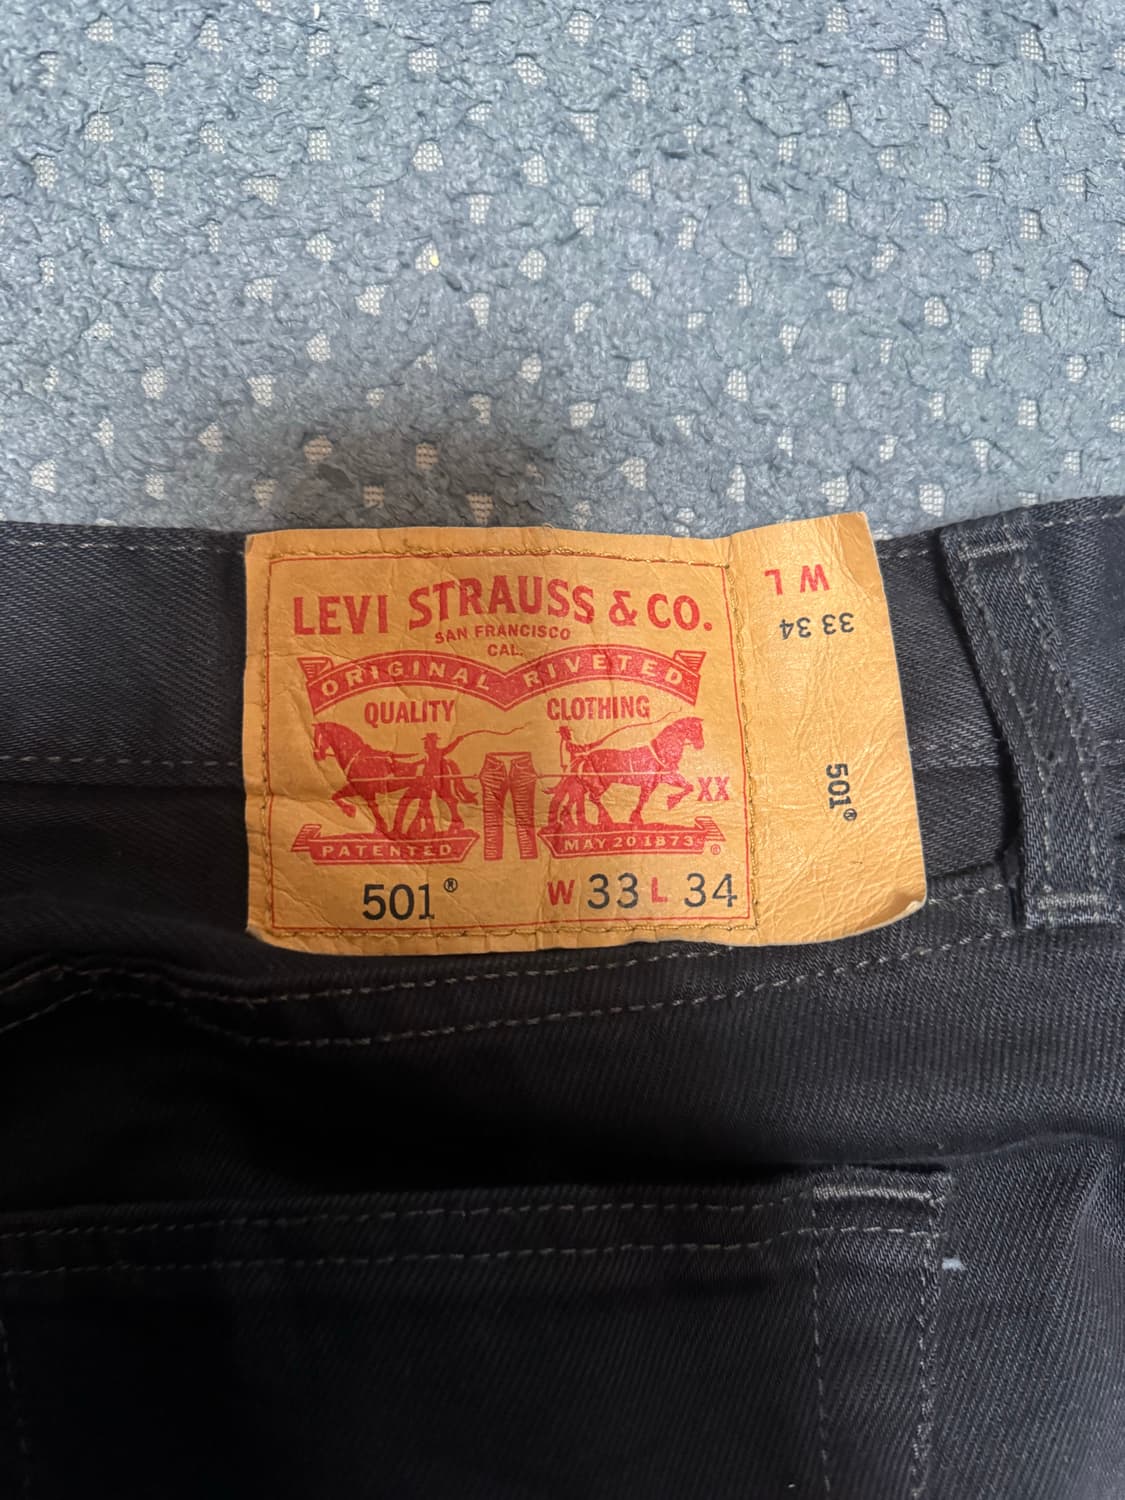 LEVI STRAUSS & CO.
SAN FRANCISCO
CAL.
ORIGINAL RIVETED
QUALITY CLOTHING
XX
PATENTED MAY 20 1873 ®
501® W 33 L 34
W L
33 34
501®